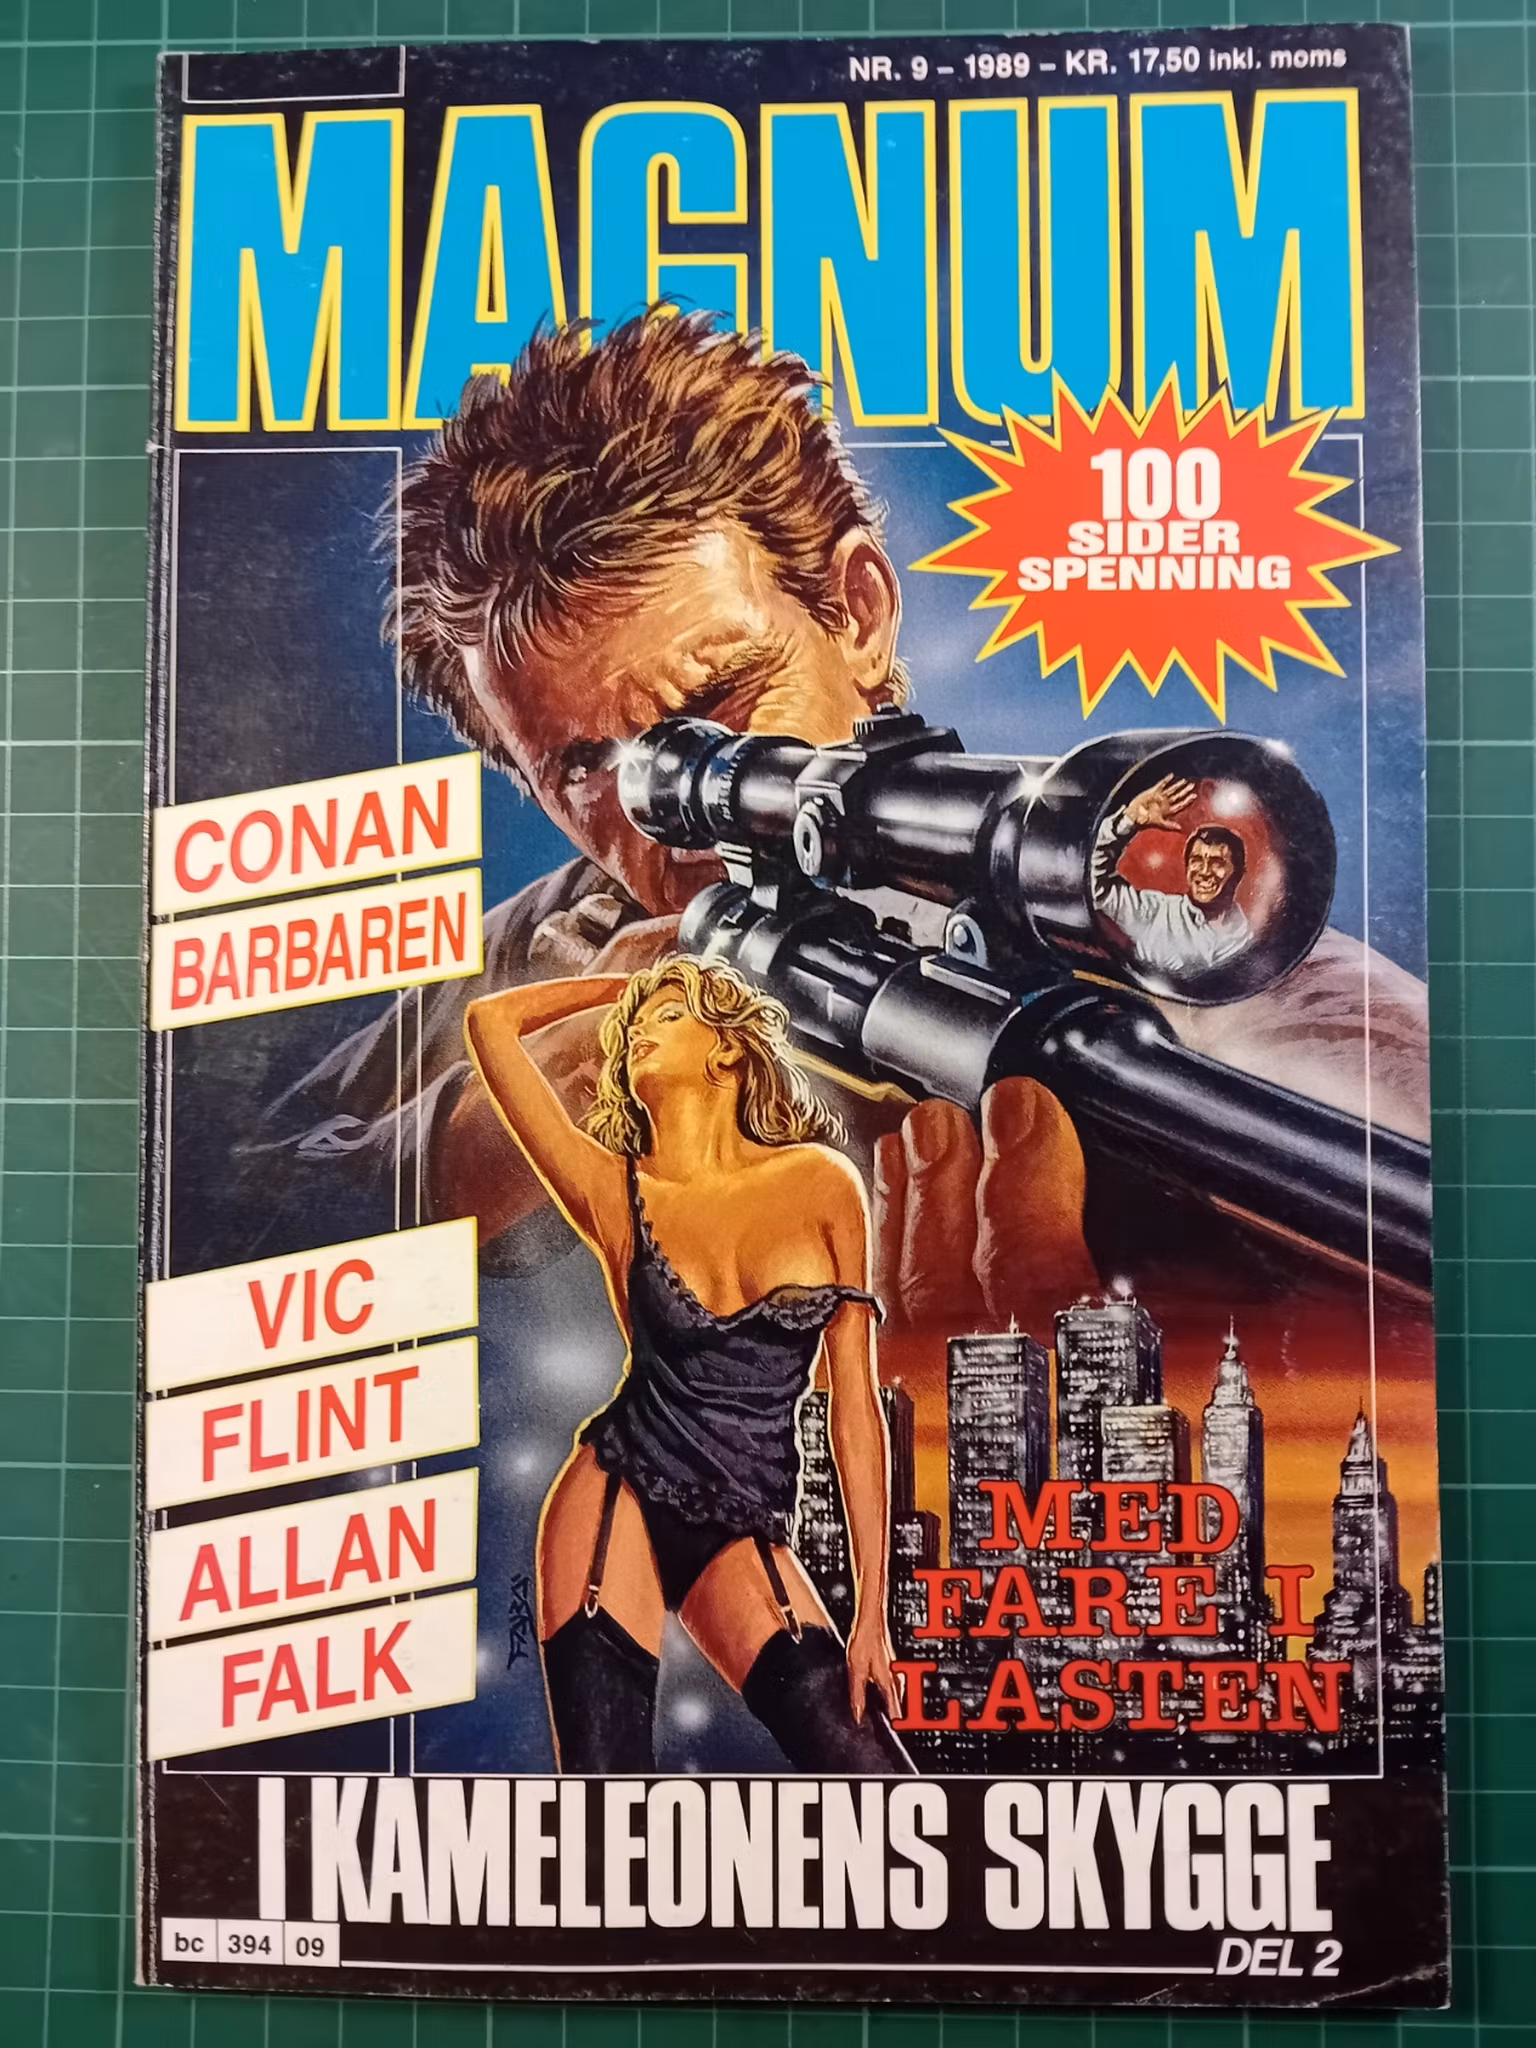 NR. 9 – 1989 – KR. 17,50 inkl. moms
MAGNUM
100
SIDER
SPENNING
CONAN
BARBAREN
VIC
FLINT
ALLAN
FALK
FABAS
MED
FARE I
LASTEN
I KAMELEONENS SKYGGE
DEL 2
bc 394 09